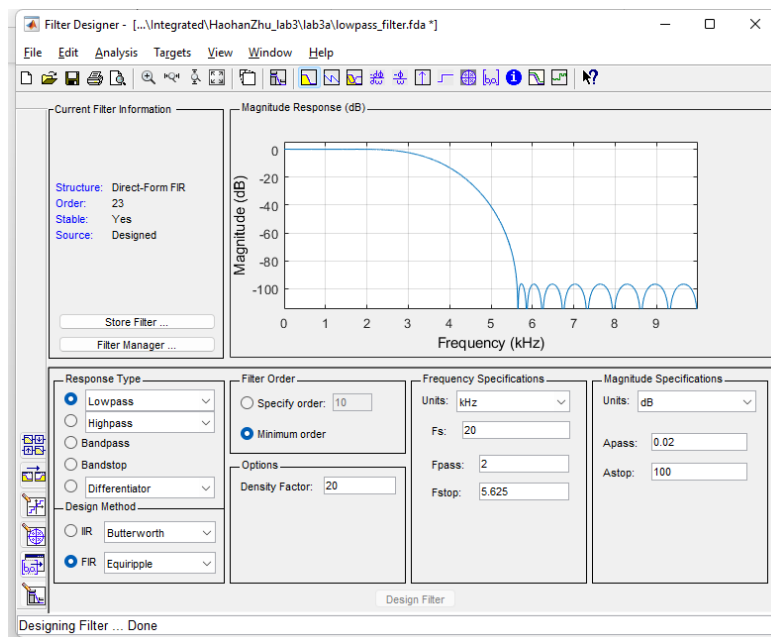 Filter Designer - [...\Integrated\HaohanZhu_lab3\lab3a\lowpass_filter.fda *]
File Edit Analysis Targets View Window Help
Current Filter Information
Structure: Direct-Form FIR
Order: 23
Stable: Yes
Source: Designed
Store Filter ...
Filter Manager ...
Magnitude Response (dB)
Magnitude (dB)
0
-20
-40
-60
-80
-100
0 1 2 3 4 5 6 7 8 9
Frequency (kHz)
Response Type
Lowpass
Highpass
Bandpass
Bandstop
Differentiator
Design Method
IIR Butterworth
FIR Equiripple
Filter Order
Specify order: 10
Minimum order
Options
Density Factor: 20
Frequency Specifications
Units: kHz
Fs: 20
Fpass: 2
Fstop: 5.625
Magnitude Specifications
Units: dB
Apass: 0.02
Astop: 100
Design Filter
Designing Filter ... Done